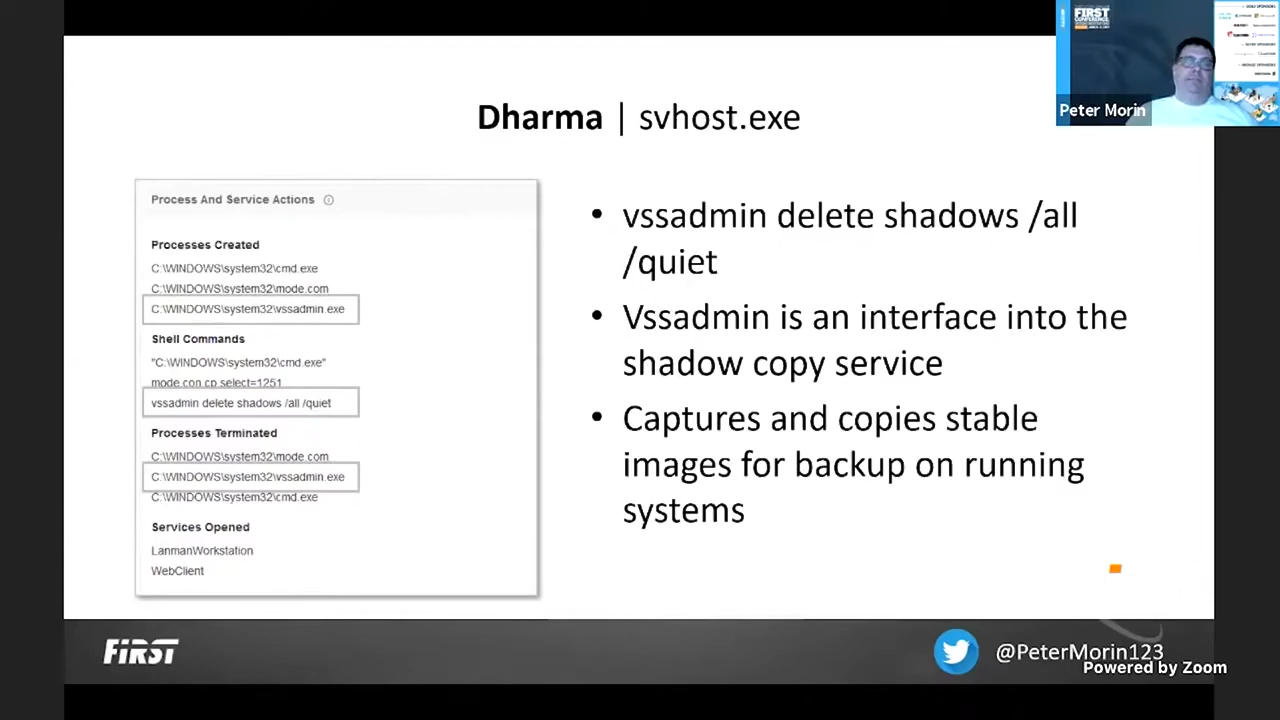 Dharma | svhost.exe
Process And Service Actions
Processes Created
C:\WINDOWS\system32\cmd.exe
C:\WINDOWS\system32\mode.com
C:\WINDOWS\system32\vssadmin.exe
Shell Commands
"C:\WINDOWS\system32\cmd.exe"
mode con cp select=1251
vssadmin delete shadows /all /quiet
Processes Terminated
C:\WINDOWS\system32\mode.com
C:\WINDOWS\system32\vssadmin.exe
C:\WINDOWS\system32\cmd.exe
Services Opened
LanmanWorkstation
WebClient
• vssadmin delete shadows /all
/quiet
• Vssadmin is an interface into the
shadow copy service
• Captures and copies stable
images for backup on running
systems
FIRST
CONFERENCE
Peter Morin
FIRST
@PeterMorin123
Powered by Zoom